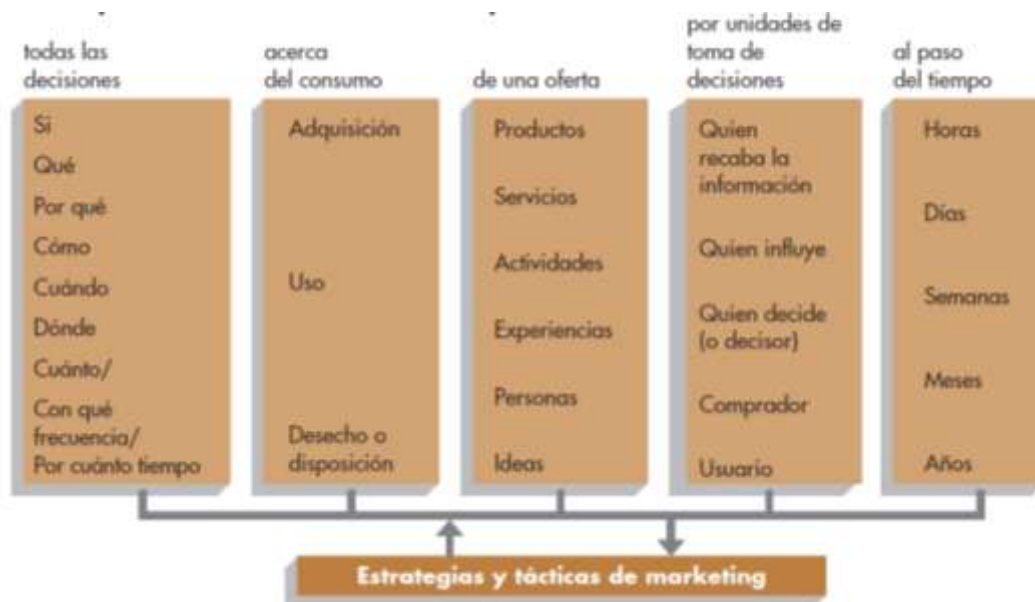 todas las
decisiones
Si
Qué
Por qué
Cómo
Cuándo
Dónde
Cuánto/
Con qué
frecuencia/
Por cuánto tiempo
acerca
del consumo
Adquisición
Uso
Desecho o
disposición
de una oferta
Productos
Servicios
Actividades
Experiencias
Personas
Ideas
por unidades de
toma de
decisiones
Quien
recaba la
información
Quien influye
Quien decide
(o decisor)
Comprador
Usuario
al paso
del tiempo
Horas
Días
Semanas
Meses
Años
Estrategias y tácticas de marketing